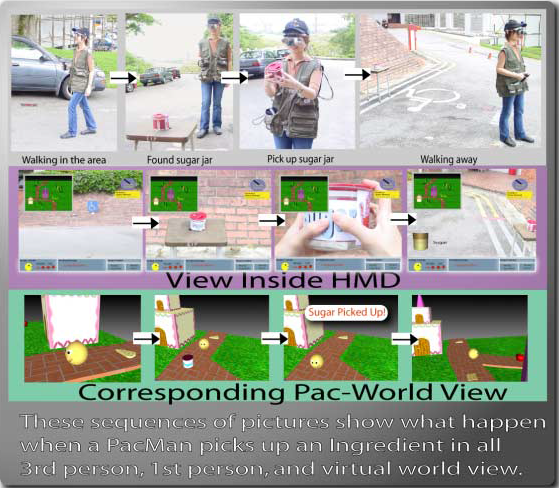 Walking in the area
Found sugar jar
Pick up sugar jar
Walking away
Sugar
View Inside HMD
Sugar Picked Up!
Corresponding Pac-World View
These sequences of pictures show what happen
when a PacMan picks up an Ingredient in all
3rd person, 1st person, and virtual world view.